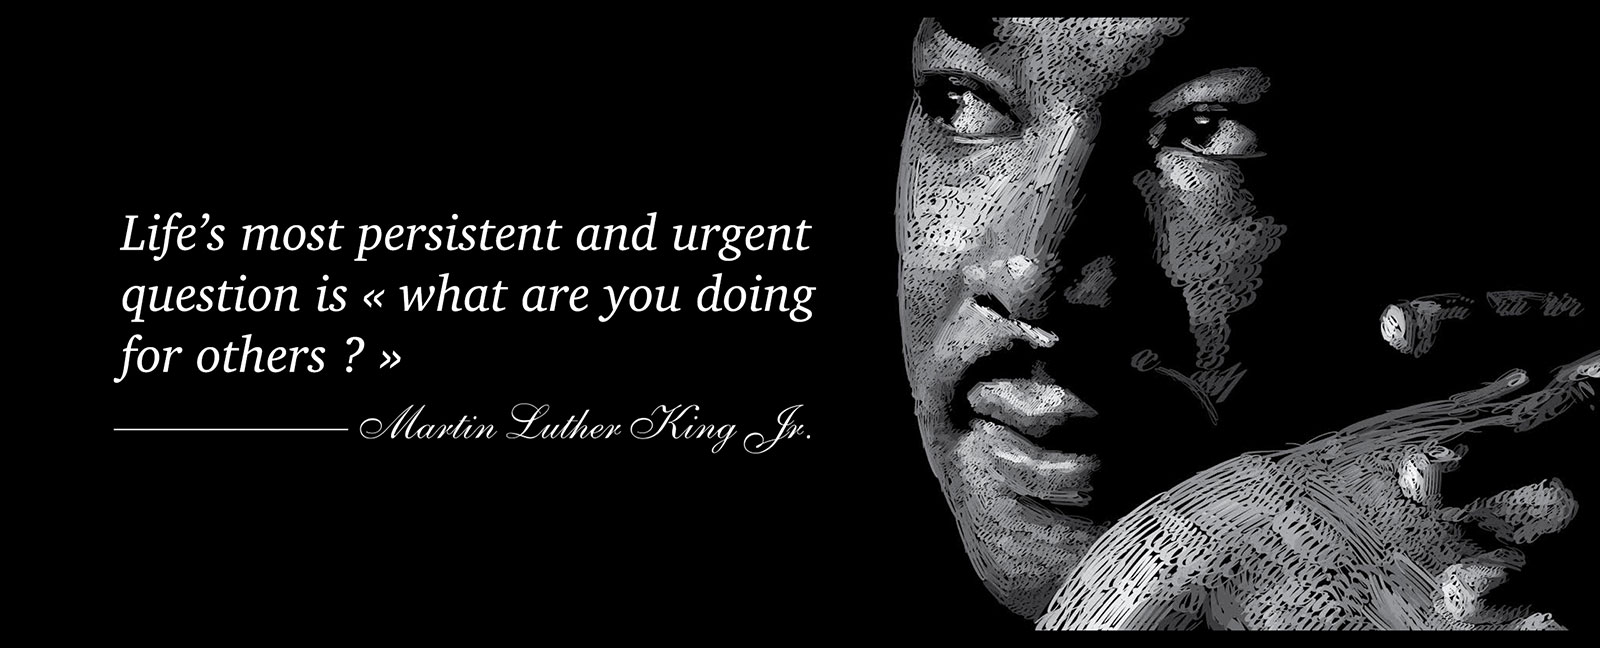 Life’s most persistent and urgent
question is « what are you doing
for others ? »
Martin Luther King Jr.